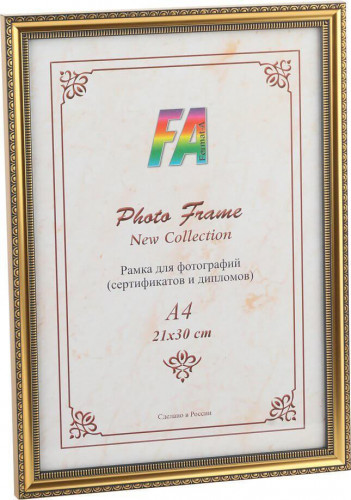 FA
Photo Frame
New Collection
Рамка для фотографий
(сертификатов и дипломов)
A4
21x30 cm
Сделано в России